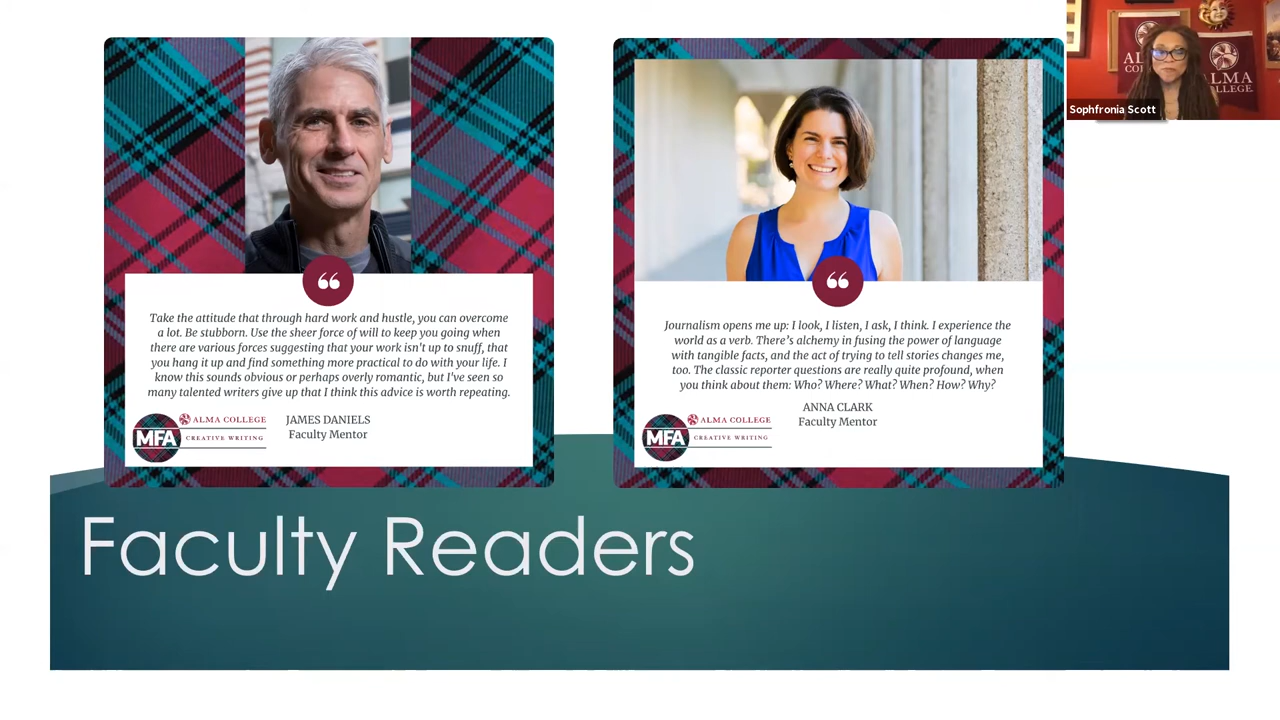 Take the attitude that through hard work and hustle, you can overcome
a lot. Be stubborn. Use the sheer force of will to keep you going when
there are various forces suggesting that your work isn't up to snuff, that
you hang it up and find something more practical to do with your life. I
know this sounds obvious or perhaps overly romantic, but I've seen so
many talented writers give up that I think this advice is worth repeating.
MFA
ALMA COLLEGE
CREATIVE WRITING
JAMES DANIELS
Faculty Mentor
Journalism opens me up: I look, I listen, I ask, I think. I experience the
world as a verb. There's alchemy in fusing the power of language
with tangible facts, and the act of trying to tell stories changes me,
too. The classic reporter questions are really quite profound, when
you think about them: Who? Where? What? When? How? Why?
MFA
ALMA COLLEGE
CREATIVE WRITING
ANNA CLARK
Faculty Mentor
ALMA
COLLEGE
Sophfronia Scott
Faculty Readers